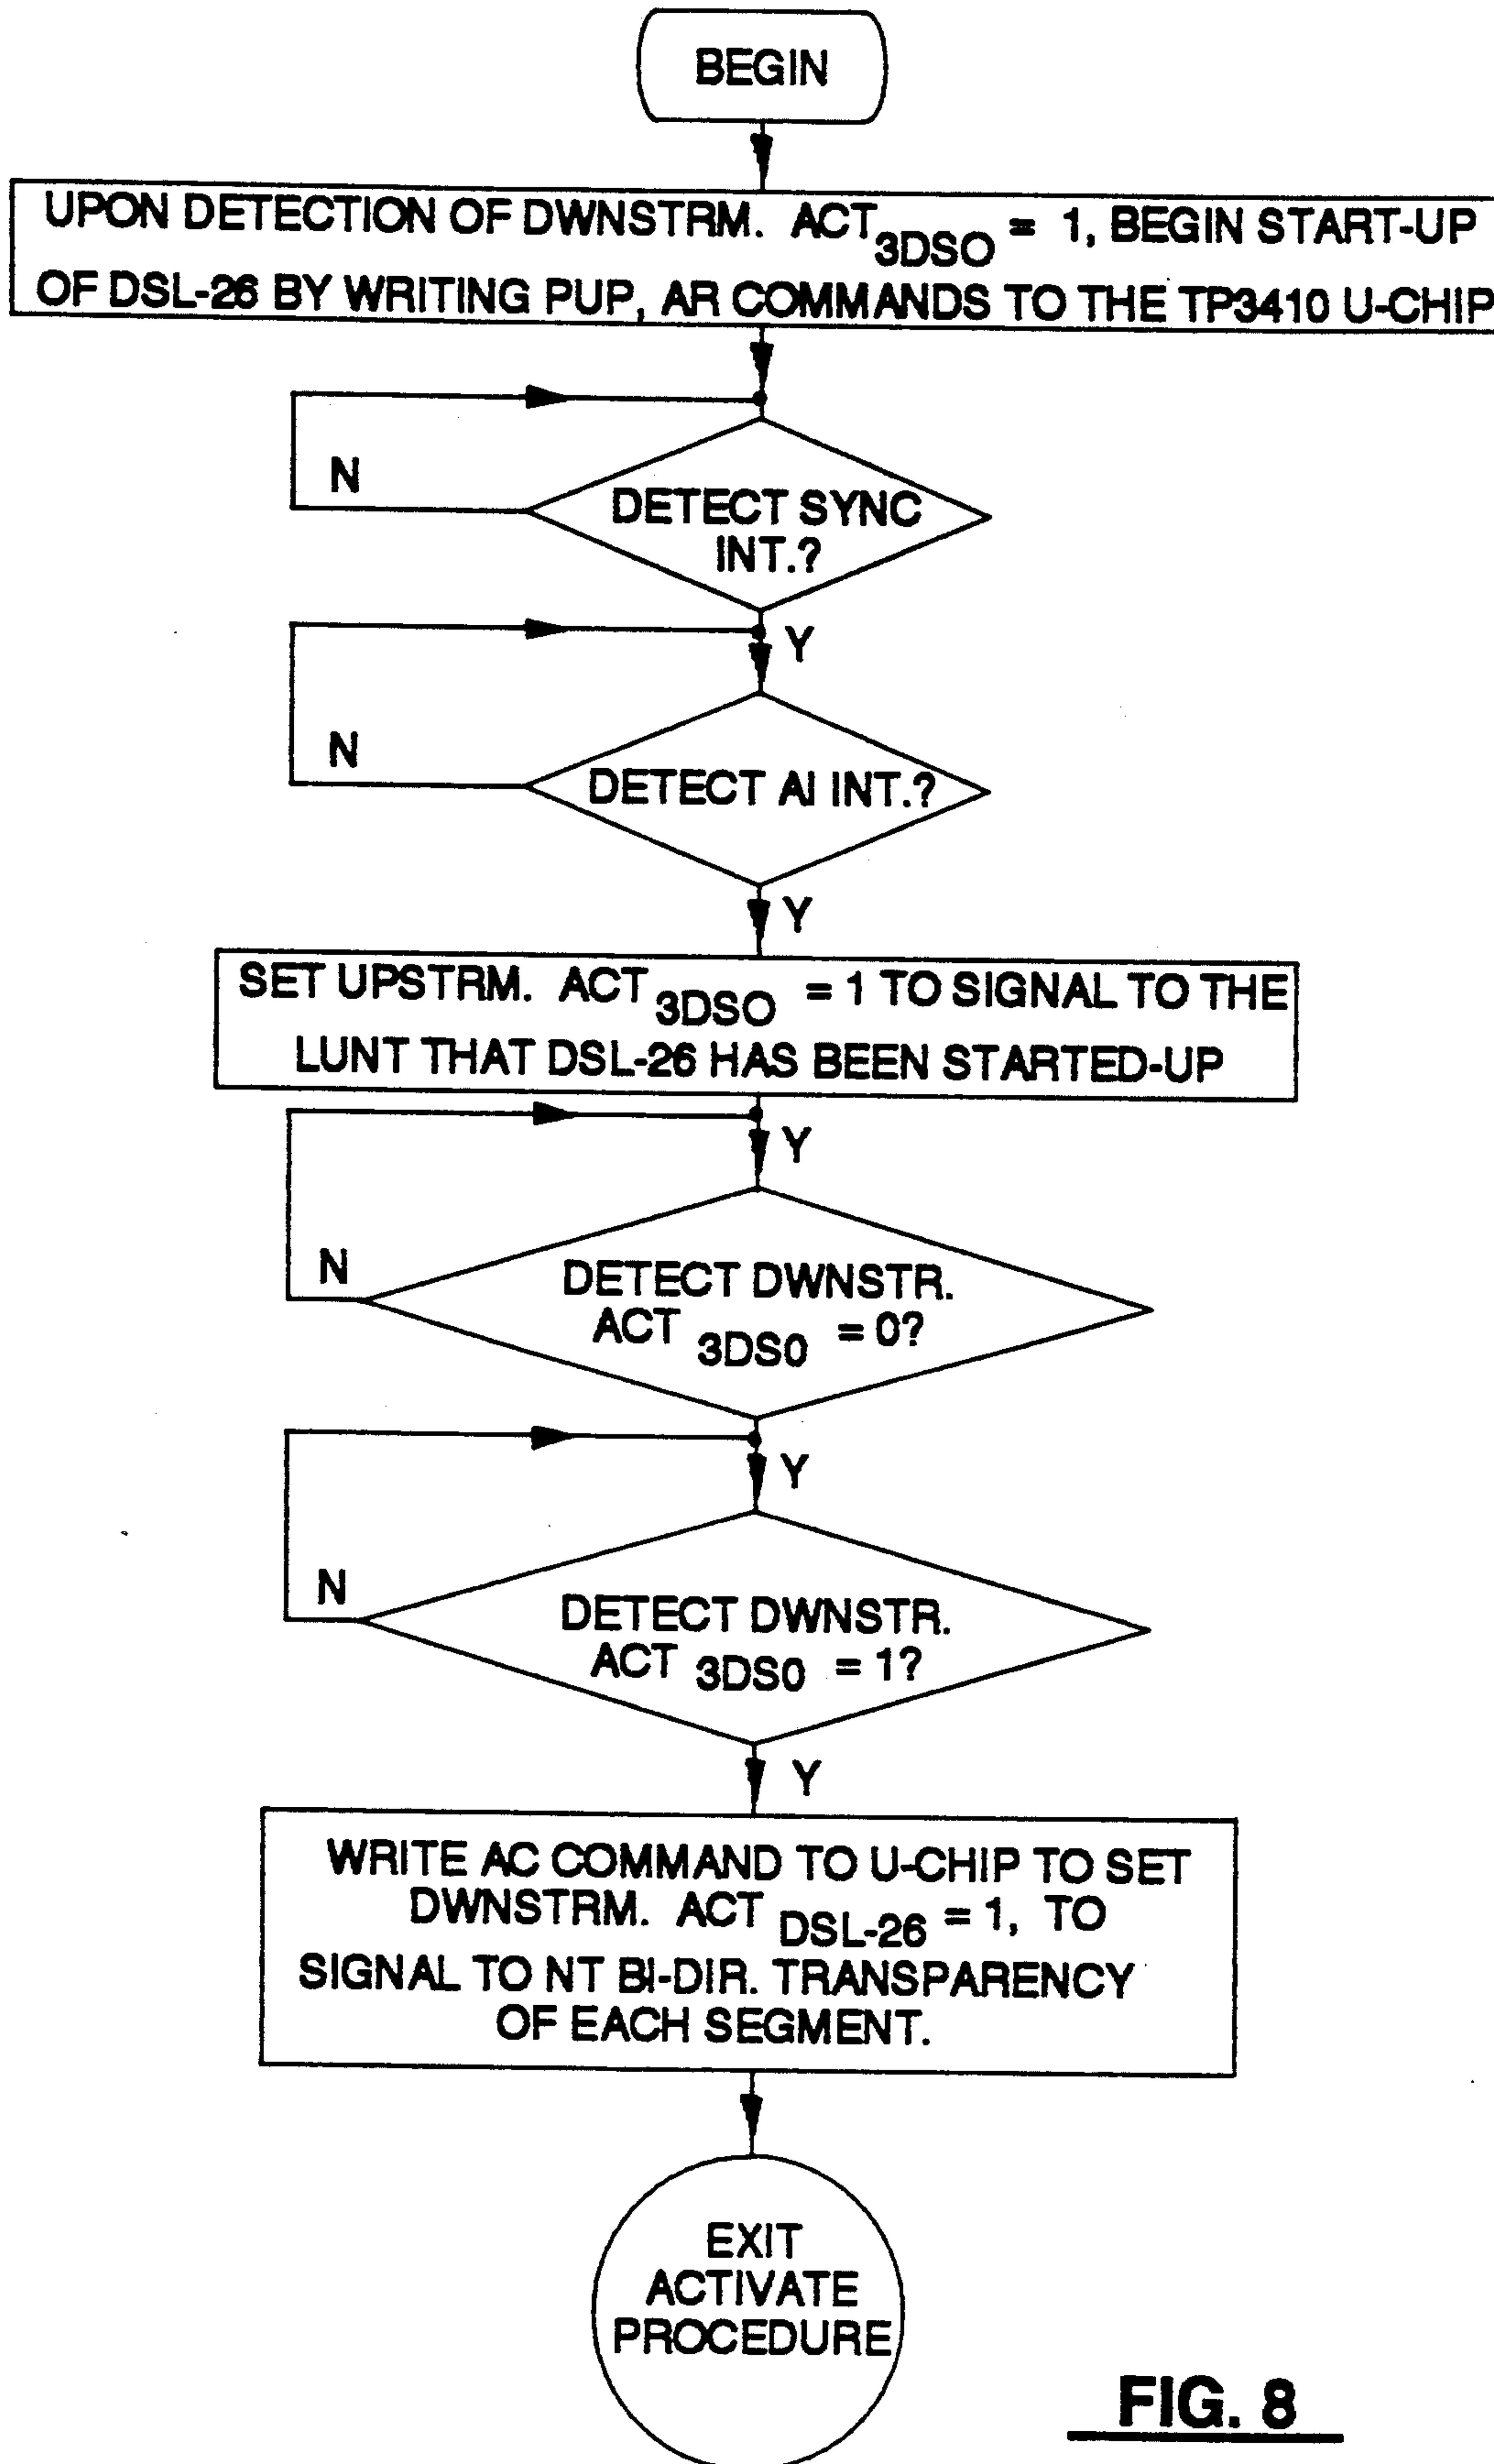 BEGIN
UPON DETECTION OF DWNSTRM. ACT3DSO = 1, BEGIN START-UP
OF DSL-26 BY WRITING PUP, AR COMMANDS TO THE TP3410 U-CHIP
N
DETECT SYNC
INT.?
Y
N
DETECT AI INT.?
Y
SET UPSTRM. ACT3DSO = 1 TO SIGNAL TO THE
LUNT THAT DSL-26 HAS BEEN STARTED-UP
Y
N
DETECT DWNSTR.
ACT 3DS0 = 0?
Y
N
DETECT DWNSTR.
ACT 3DS0 = 1?
Y
WRITE AC COMMAND TO U-CHIP TO SET
DWNSTRM. ACT DSL-26 = 1, TO
SIGNAL TO NT BI-DIR. TRANSPARENCY
OF EACH SEGMENT.
EXIT
ACTIVATE
PROCEDURE
FIG. 8